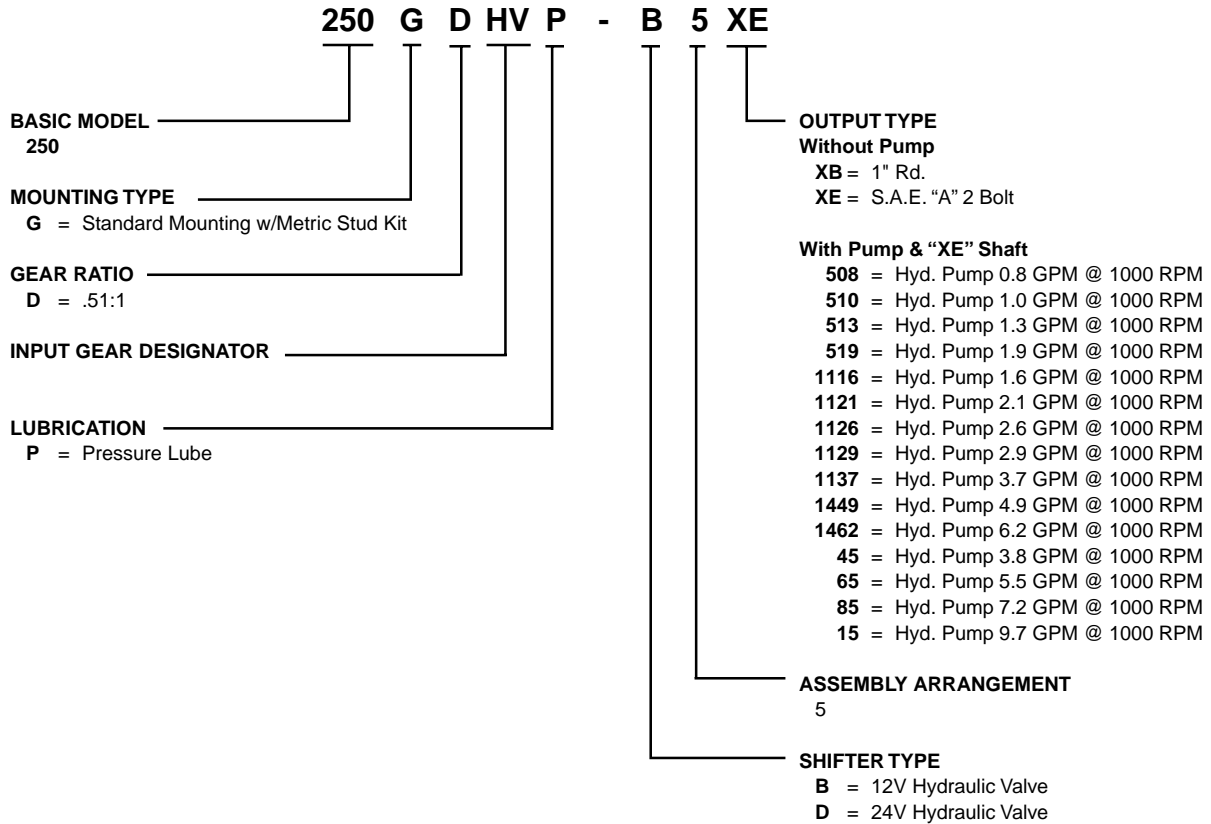 250 G D HV P - B 5 XE
BASIC MODEL
250
MOUNTING TYPE
G = Standard Mounting w/Metric Stud Kit
GEAR RATIO
D = .51:1
INPUT GEAR DESIGNATOR
LUBRICATION
P = Pressure Lube
OUTPUT TYPE
Without Pump
XB = 1" Rd.
XE = S.A.E. “A” 2 Bolt
With Pump & “XE” Shaft
508 = Hyd. Pump 0.8 GPM @ 1000 RPM
510 = Hyd. Pump 1.0 GPM @ 1000 RPM
513 = Hyd. Pump 1.3 GPM @ 1000 RPM
519 = Hyd. Pump 1.9 GPM @ 1000 RPM
1116 = Hyd. Pump 1.6 GPM @ 1000 RPM
1121 = Hyd. Pump 2.1 GPM @ 1000 RPM
1126 = Hyd. Pump 2.6 GPM @ 1000 RPM
1129 = Hyd. Pump 2.9 GPM @ 1000 RPM
1137 = Hyd. Pump 3.7 GPM @ 1000 RPM
1449 = Hyd. Pump 4.9 GPM @ 1000 RPM
1462 = Hyd. Pump 6.2 GPM @ 1000 RPM
45 = Hyd. Pump 3.8 GPM @ 1000 RPM
65 = Hyd. Pump 5.5 GPM @ 1000 RPM
85 = Hyd. Pump 7.2 GPM @ 1000 RPM
15 = Hyd. Pump 9.7 GPM @ 1000 RPM
ASSEMBLY ARRANGEMENT
5
SHIFTER TYPE
B = 12V Hydraulic Valve
D = 24V Hydraulic Valve